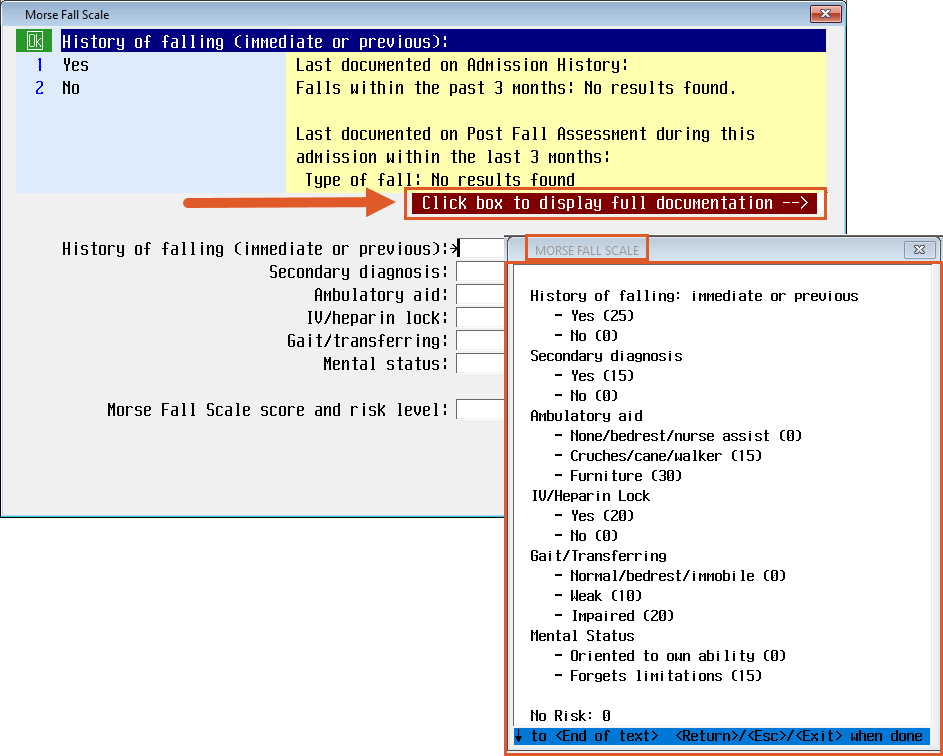 Morse Fall Scale
Ok History of falling (immediate or previous):
1 Yes
2 No
Last documented on Admission History:
Falls within the past 3 months: No results found.
Last documented on Post Fall Assessment during this
admission within the last 3 months:
Type of fall: No results found
Click box to display full documentation -->
History of falling (immediate or previous):
Secondary diagnosis:
Ambulatory aid:
IV/heparin lock:
Gait/transferring:
Mental status:
Morse Fall Scale score and risk level:
MORSE FALL SCALE
History of falling: immediate or previous
- Yes (25)
- No (0)
Secondary diagnosis
- Yes (15)
- No (0)
Ambulatory aid
- None/bedrest/nurse assist (0)
- Cruches/cane/walker (15)
- Furniture (30)
IV/Heparin Lock
- Yes (20)
- No (0)
Gait/Transferring
- Normal/bedrest/immobile (0)
- Weak (10)
- Impaired (20)
Mental Status
- Oriented to own ability (0)
- Forgets limitations (15)
No Risk: 0
↓ to <End of text> <Return>/<Esc>/<Exit> when done